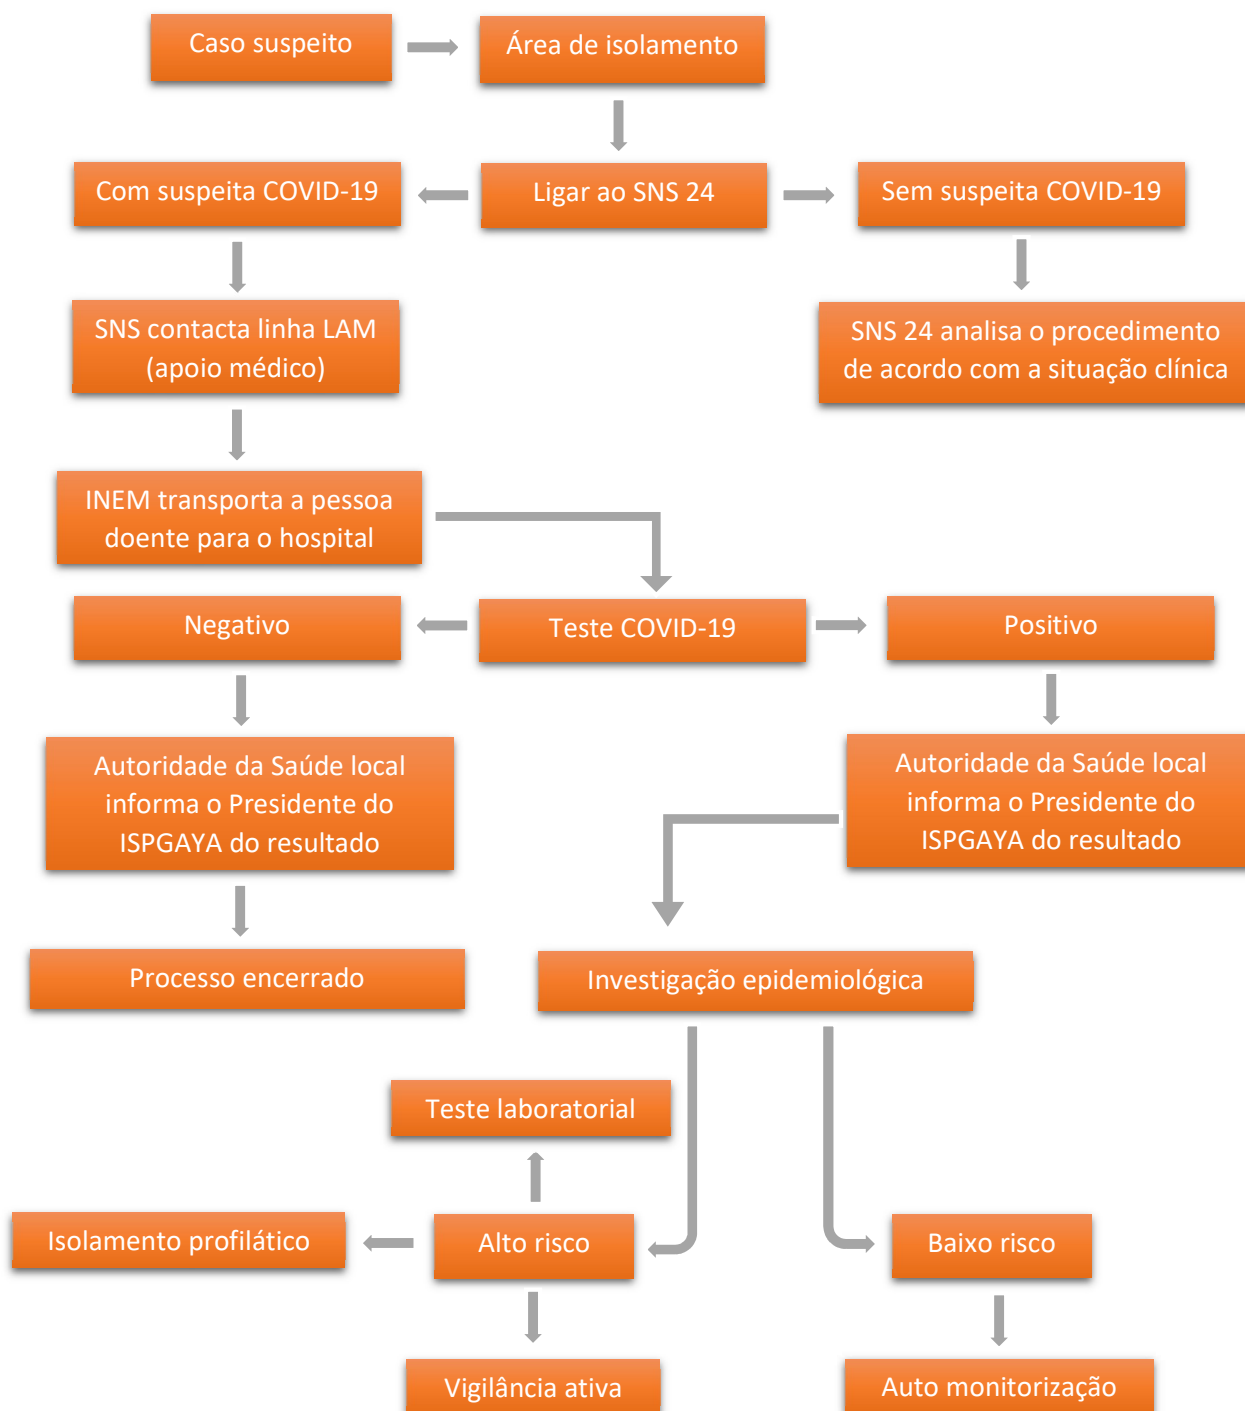 Caso suspeito
Área de isolamento
Com suspeita COVID-19
Ligar ao SNS 24
Sem suspeita COVID-19
SNS contacta linha LAM
(apoio médico)
SNS 24 analisa o procedimento
de acordo com a situação clínica
INEM transporta a pessoa
doente para o hospital
Negativo
Teste COVID-19
Positivo
Autoridade da Saúde local
informa o Presidente do
ISPGAYA do resultado
Autoridade da Saúde local
informa o Presidente do
ISPGAYA do resultado
Processo encerrado
Investigação epidemiológica
Teste laboratorial
Isolamento profilático
Alto risco
Baixo risco
Vigilância ativa
Auto monitorização